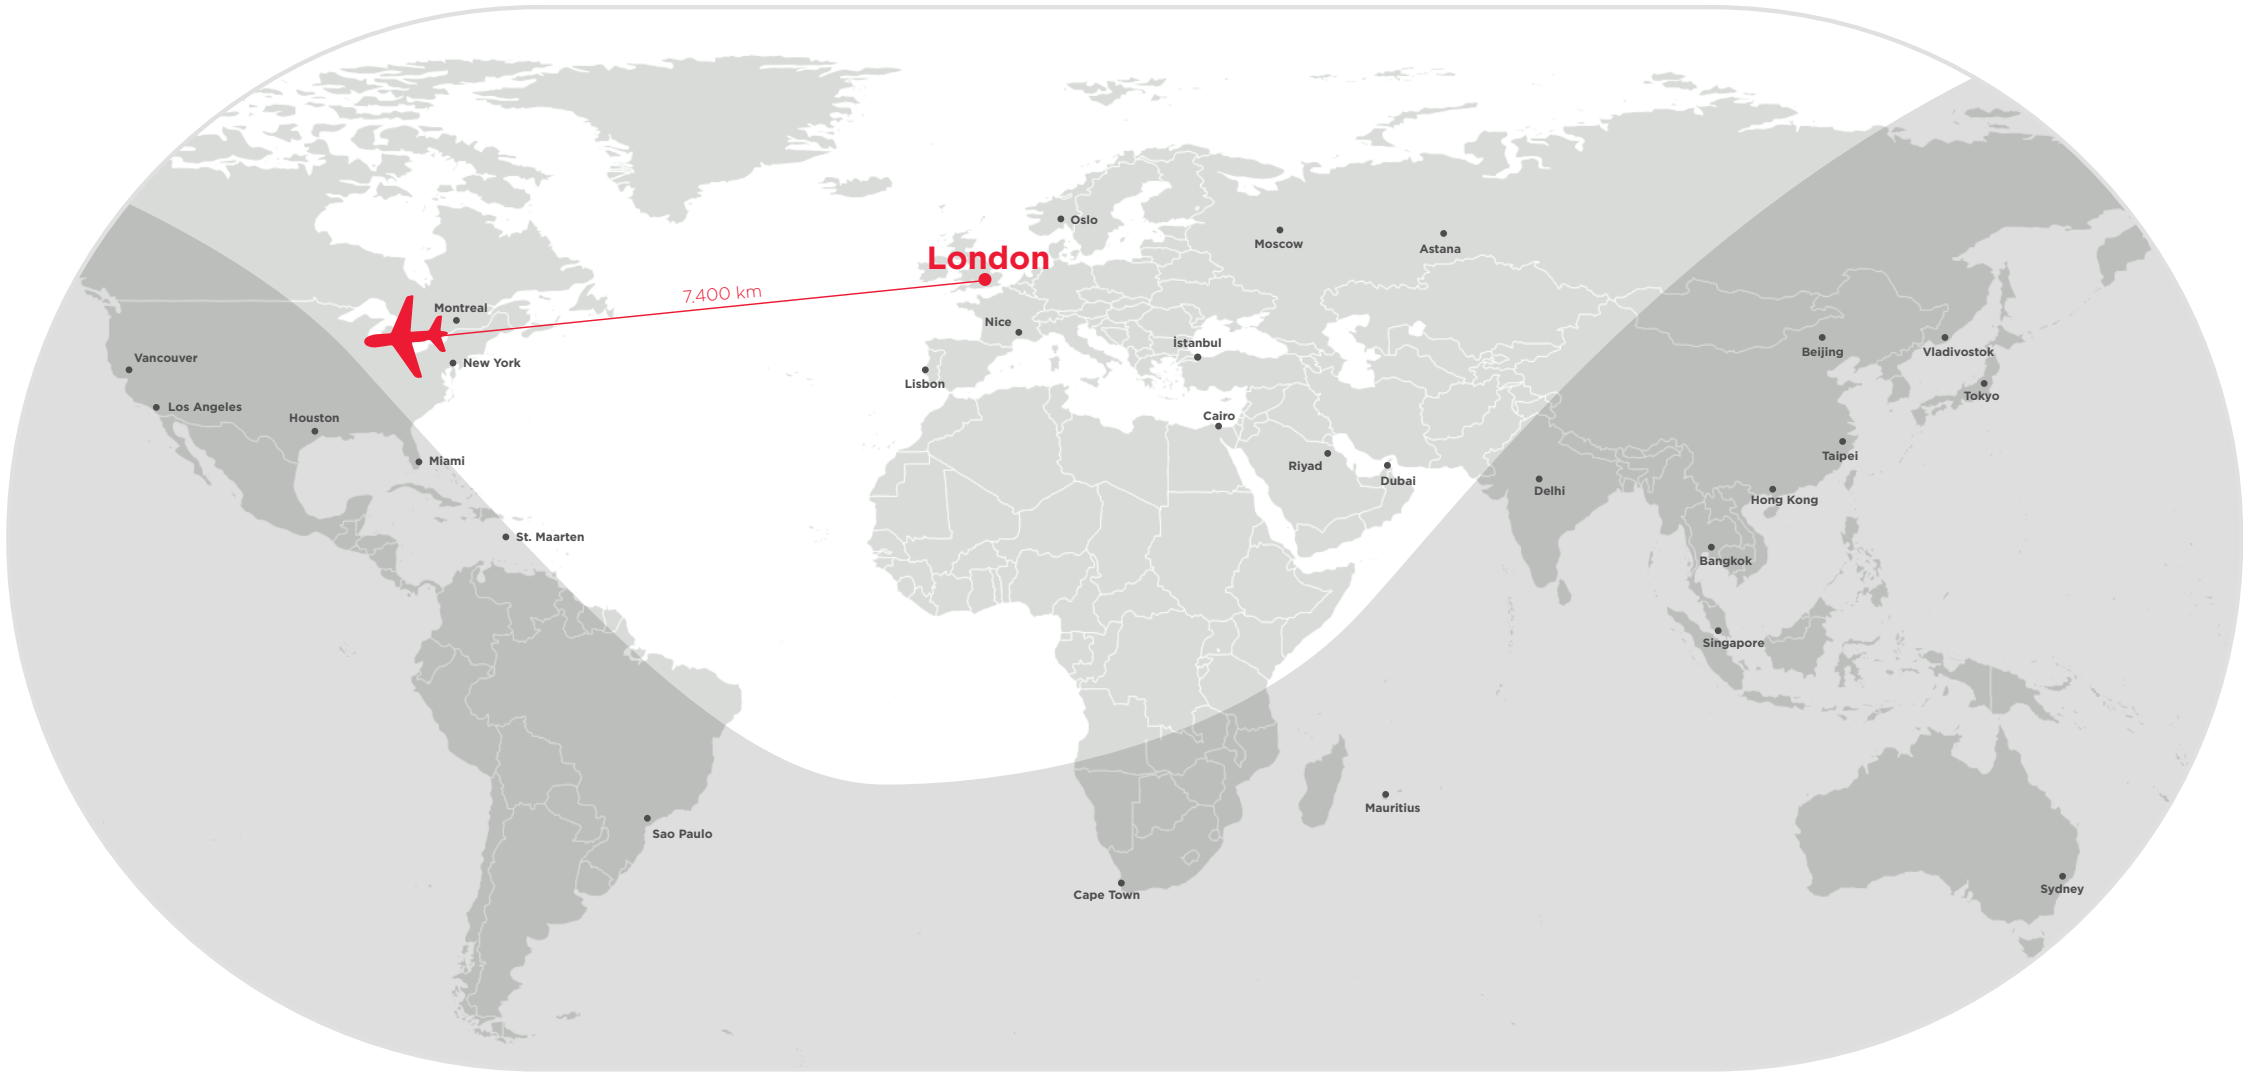 Oslo
Moscow
Astana
London
7.400 km
Montreal
Nice
İstanbul
Beijing
Vladivostok
Vancouver
New York
Lisbon
Tokyo
Los Angeles
Houston
Cairo
Miami
Riyad
Dubai
Taipei
Delhi
Hong Kong
St. Maarten
Bangkok
Singapore
Mauritius
Sao Paulo
Cape Town
Sydney